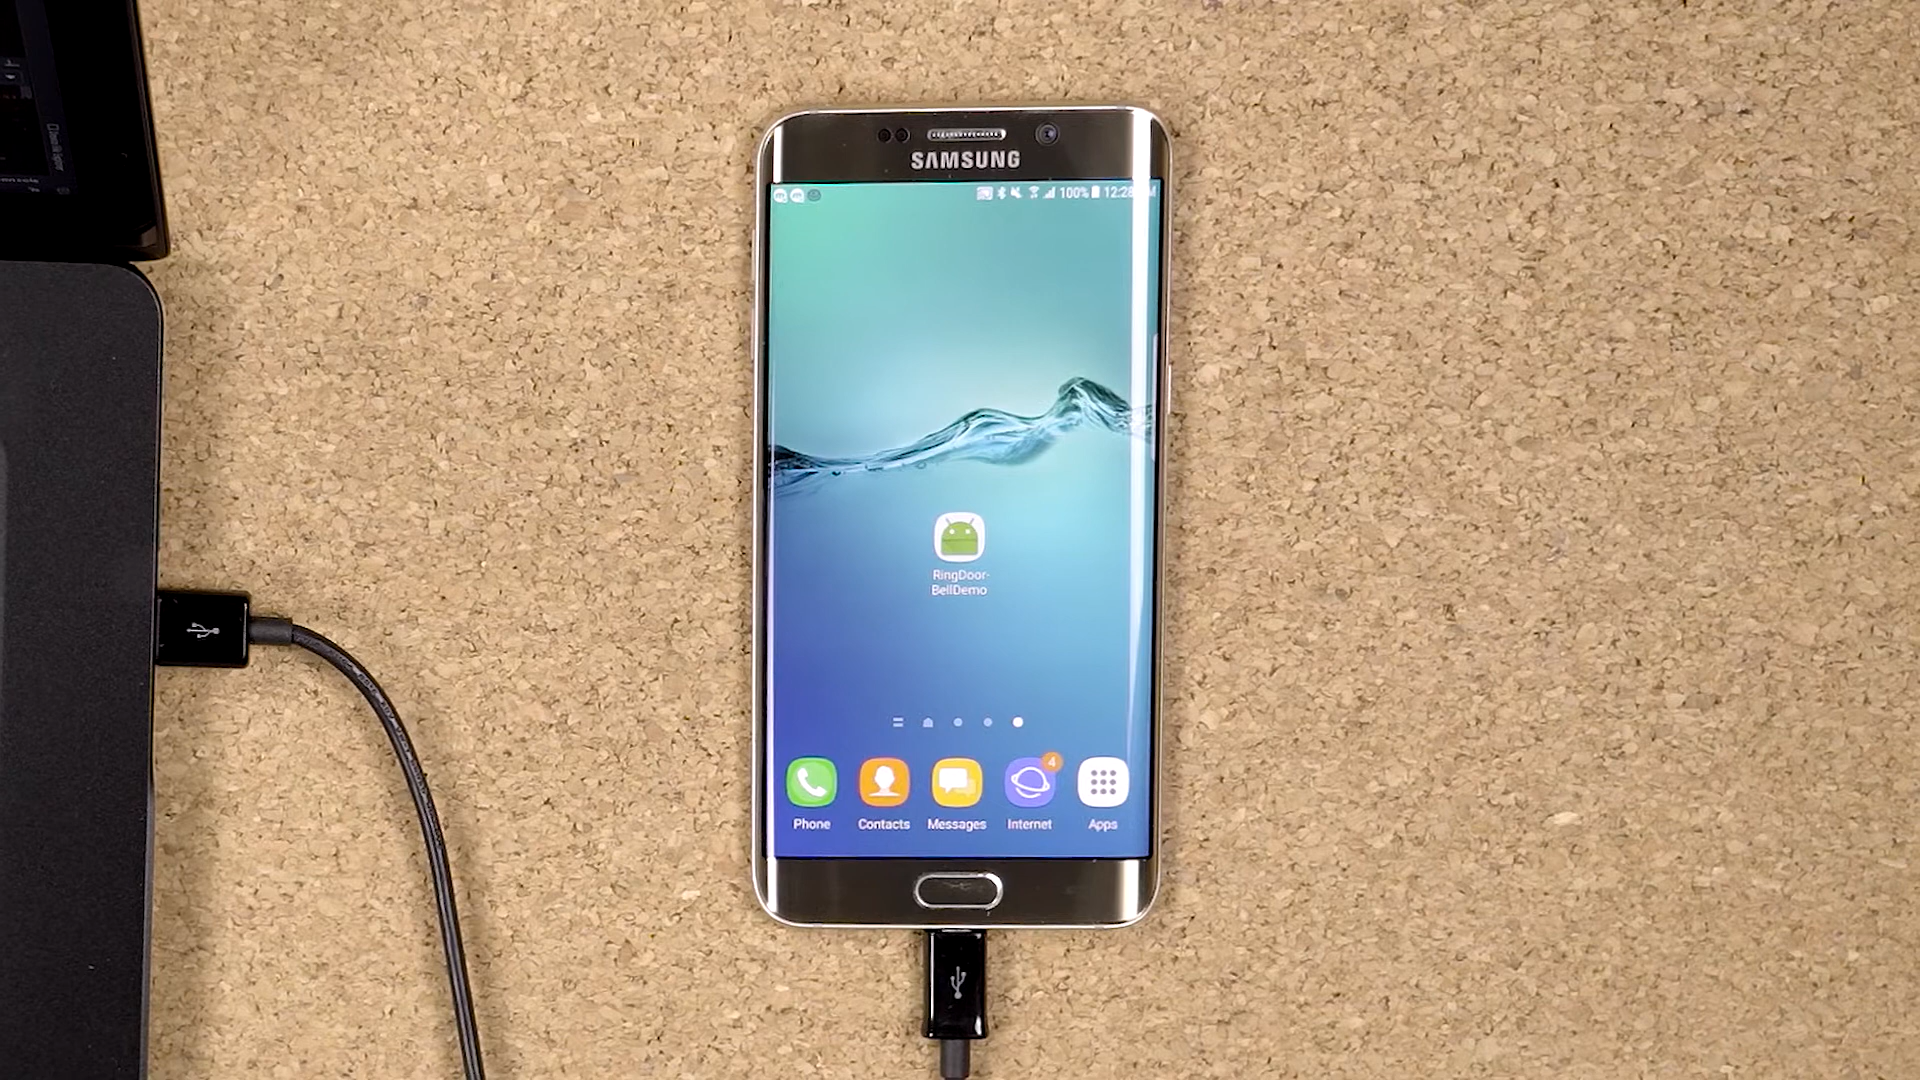 SAMSUNG
100% 12:28
RingDoor-
BellDemo
4
Phone Contacts Messages Internet Apps